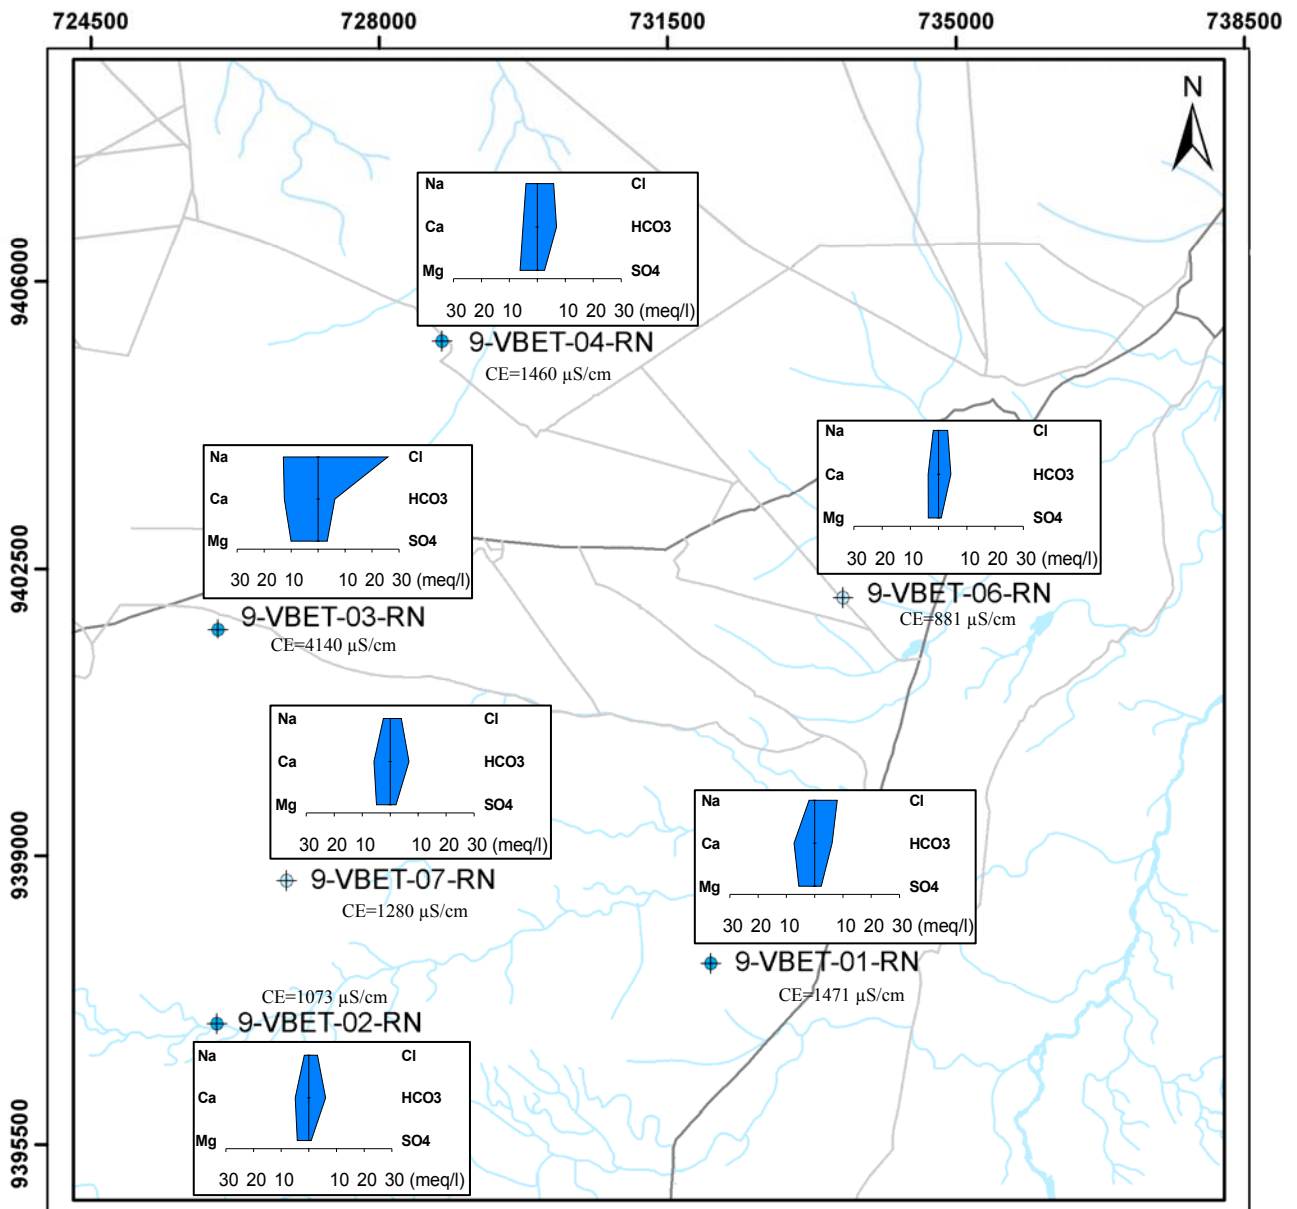 724500 728000 731500 735000 738500
N
9406000
9402500
9399000
9395500
Na Cl
Ca HCO3
Mg SO4
30 20 10 10 20 30 (meq/l)
9-VBET-04-RN
CE=1460 µS/cm
Na Cl
Ca HCO3
Mg SO4
30 20 10 10 20 30 (meq/l)
9-VBET-06-RN
CE=881 µS/cm
Na Cl
Ca HCO3
Mg SO4
30 20 10 10 20 30 (meq/l)
9-VBET-03-RN
CE=4140 µS/cm
Na Cl
Ca HCO3
Mg SO4
30 20 10 10 20 30 (meq/l)
9-VBET-07-RN
CE=1280 µS/cm
Na Cl
Ca HCO3
Mg SO4
30 20 10 10 20 30 (meq/l)
9-VBET-01-RN
CE=1471 µS/cm
CE=1073 µS/cm
9-VBET-02-RN
Na Cl
Ca HCO3
Mg SO4
30 20 10 10 20 30 (meq/l)